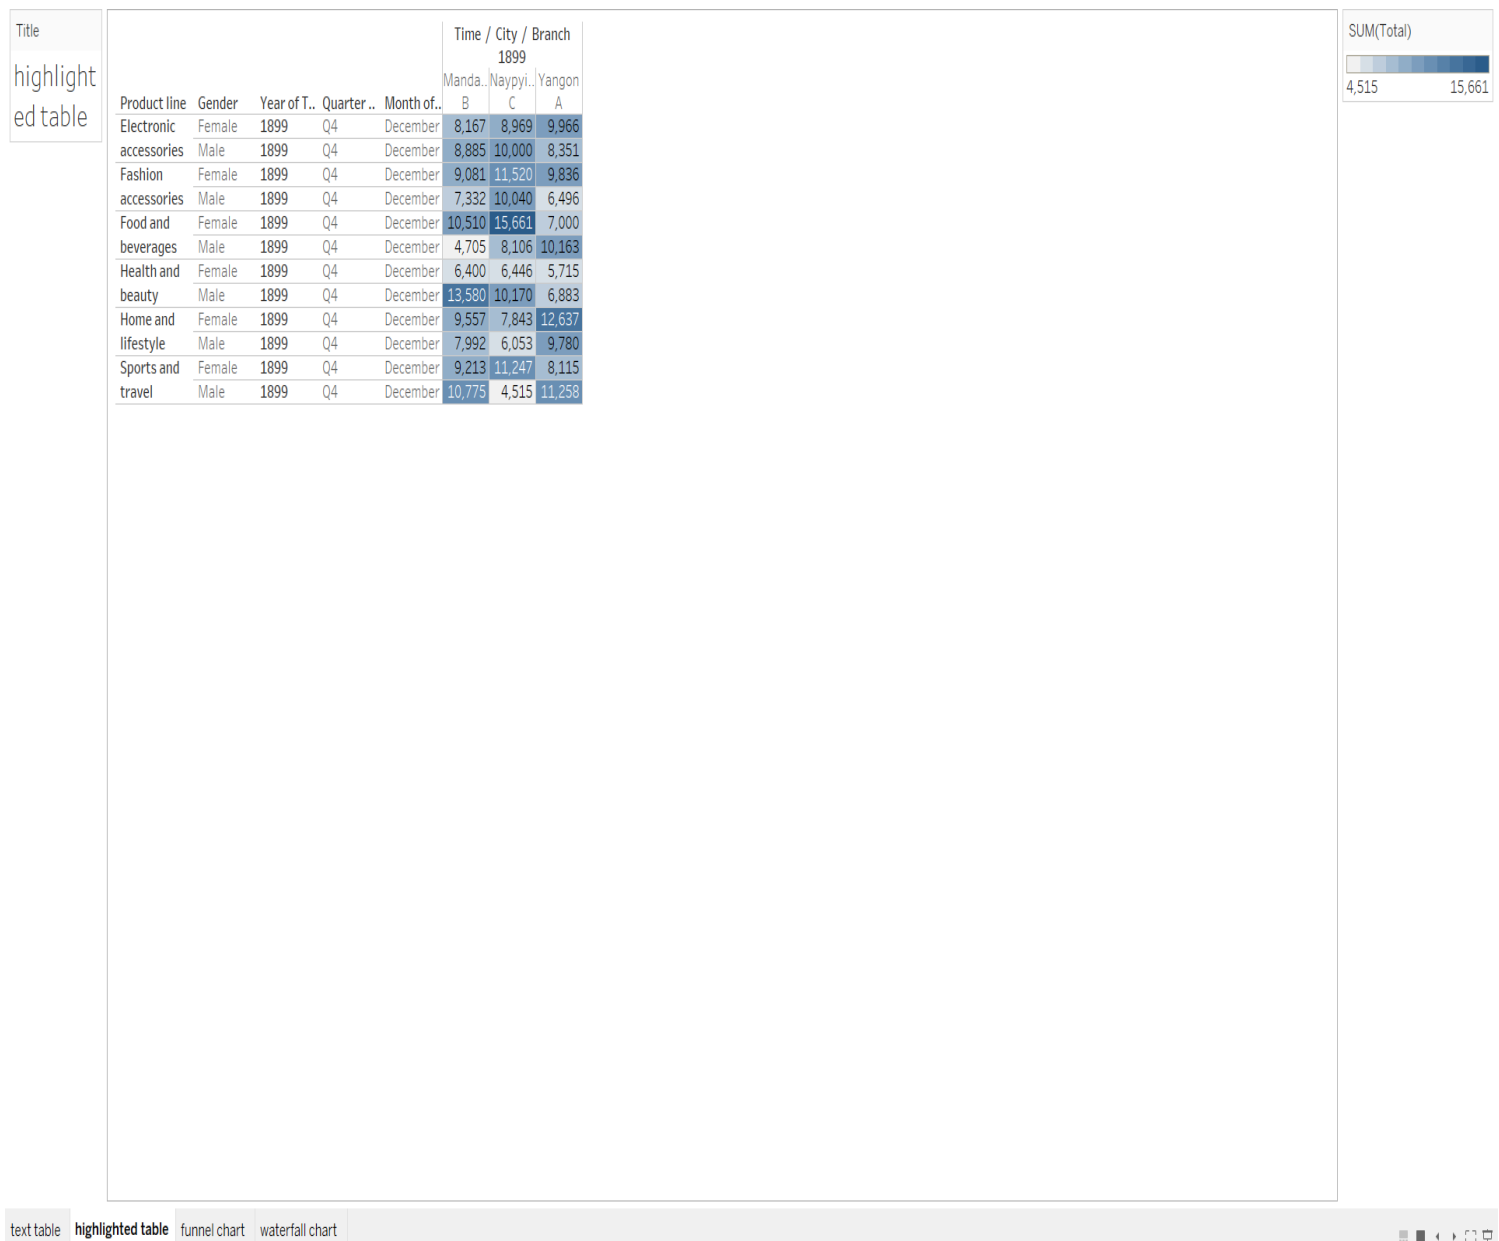 Title
highlight
ed table
Time / City / Branch
1899
Manda.. Naypyi.. Yangon
Product line Gender Year of T.. Quarter .. Month of.. B C A
Electronic Female 1899 Q4 December 8,167 8,969 9,966
accessories Male 1899 Q4 December 8,885 10,000 8,351
Fashion Female 1899 Q4 December 9,081 11,520 9,836
accessories Male 1899 Q4 December 7,332 10,040 6,496
Food and Female 1899 Q4 December 10,510 15,661 7,000
beverages Male 1899 Q4 December 4,705 8,106 10,163
Health and Female 1899 Q4 December 6,400 6,446 5,715
beauty Male 1899 Q4 December 13,580 10,170 6,883
Home and Female 1899 Q4 December 9,557 7,843 12,637
lifestyle Male 1899 Q4 December 7,992 6,053 9,780
Sports and Female 1899 Q4 December 9,213 11,247 8,115
travel Male 1899 Q4 December 10,775 4,515 11,258
SUM(Total)
4,515 15,661
text table highlighted table funnel chart waterfall chart